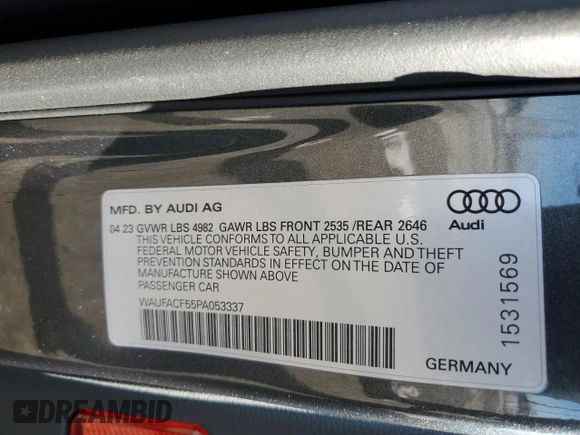 MFD. BY AUDI AG
04 23 GVWR LBS 4982 GAWR LBS FRONT 2535 /REAR 2646
THIS VEHICLE CONFORMS TO ALL APPLICABLE U.S.
FEDERAL MOTOR VEHICLE SAFETY, BUMPER AND THEFT
PREVENTION STANDARDS IN EFFECT ON THE DATE OF
MANUFACTURE SHOWN ABOVE
PASSENGER CAR
WAUFACF55PA053337
Audi
1531569
GERMANY
DREAMBID